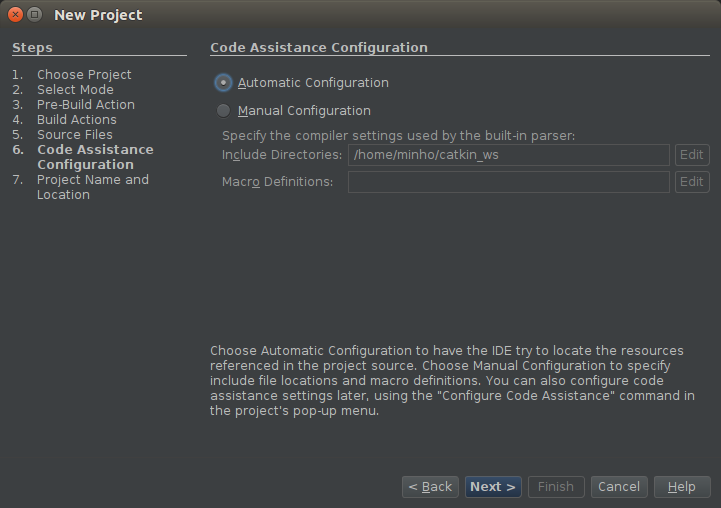 New Project
Steps
1. Choose Project
2. Select Mode
3. Pre-Build Action
4. Build Actions
5. Source Files
6. Code Assistance
Configuration
7. Project Name and
Location
Code Assistance Configuration
Automatic Configuration
Manual Configuration
Specify the compiler settings used by the built-in parser:
Include Directories: /home/minho/catkin_ws Edit
Macro Definitions: Edit
Choose Automatic Configuration to have the IDE try to locate the resources
referenced in the project source. Choose Manual Configuration to specify
include file locations and macro definitions. You can also configure code
assistance settings later, using the "Configure Code Assistance" command in
the project's pop-up menu.
< Back Next > Finish Cancel Help